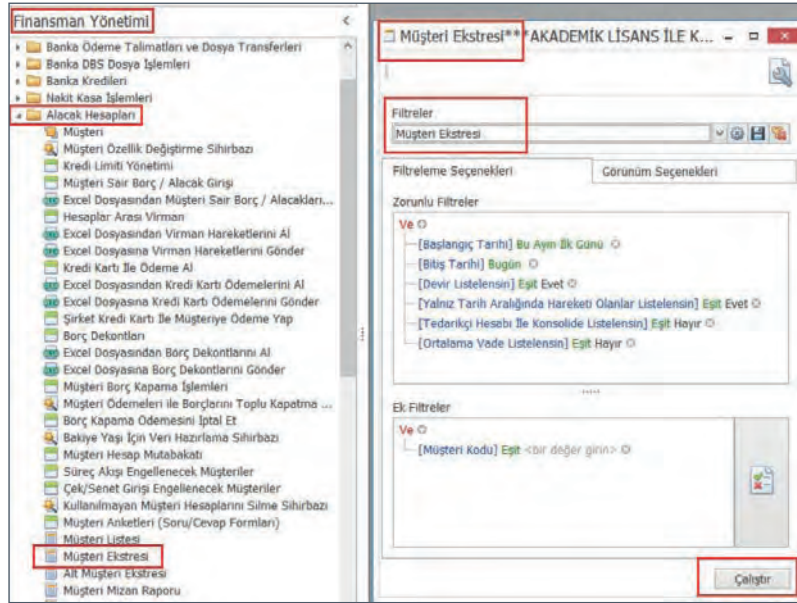 Finansman Yönetimi
Banka Ödeme Talimatları ve Dosya Transferleri
Banka DBS Dosya İşlemleri
Banka Kredileri
Nakit Kasa İşlemleri
Alacak Hesapları
Müşteri
Müşteri Özellik Değiştirme Sihirbazı
Kredi Limiti Yönetimi
Müşteri Sair Borç / Alacak Girişi
Excel Dosyasından Müşteri Sair Borç / Alacakları...
Hesaplar Arası Virman
Excel Dosyasından Virman Hareketlerini Al
Excel Dosyasına Virman Hareketlerini Gönder
Kredi Kartı İle Ödeme Al
Excel Dosyasından Kredi Kartı Ödemelerini Al
Excel Dosyasına Kredi Kartı Ödemelerini Gönder
Şirket Kredi Kartı İle Müşteriye Ödeme Yap
Borç Dekontları
Excel Dosyasından Borç Dekontlarını Al
Excel Dosyasına Borç Dekontlarını Gönder
Müşteri Borç Kapama İşlemleri
Müşteri Ödemeleri ile Borçlarını Toplu Kapatma ...
Borç Kapama Ödemesini İptal Et
Bakiye Yaşı İçin Veri Hazırlama Sihirbazı
Müşteri Hesap Mutabakatı
Süreç Akışı Engellenecek Müşteriler
Çek/Senet Girişi Engellenecek Müşteriler
Kullanılmayan Müşteri Hesaplarını Silme Sihirbazı
Müşteri Anketleri (Soru/Cevap Formları)
Müşteri Listesi
Müşteri Ekstresi
Alt Müşteri Ekstresi
Müşteri Mizan Raporu
Müşteri Ekstresi***AKADEMİK LİSANS İLE K...
Filtreler
Müşteri Ekstresi
Filtreleme Seçenekleri Görünüm Seçenekleri
Zorunlu Filtreler
Ve
[Başlangıç Tarihi] Bu Ayın İlk Günü
[Bitiş Tarihi] Bugün
[Devir Listelensin] Eşit Evet
[Yalnız Tarih Aralığında Hareketi Olanlar Listelensin] Eşit Evet
[Tedarikçi Hesabı İle Konsolide Listelensin] Eşit Hayır
[Ortalama Vade Listelensin] Eşit Hayır
Ek Filtreler
Ve
[Müşteri Kodu] Eşit <bir değer girin>
Çalıştır